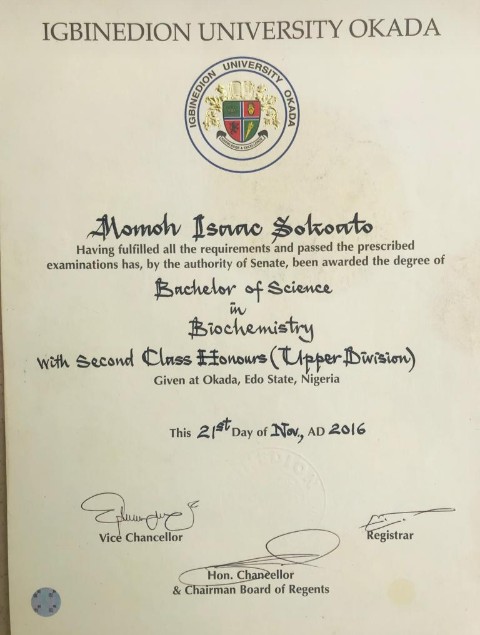 IGBINEDION UNIVERSITY OKADA
IGBINEDION UNIVERSITY OKADA
Momoh Isaac Sokoato
Having fulfilled all the requirements and passed the prescribed
examinations has, by the authority of Senate, been awarded the degree of
Bachelor of Science
in
Biochemistry
with Second Class Honours (Upper Division)
Given at Okada, Edo State, Nigeria
This 21st Day of Nov., AD 2016
Vice Chancellor
Registrar
Hon. Chancellor
& Chairman Board of Regents